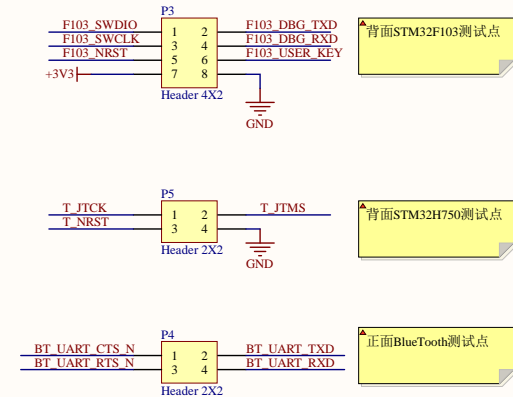 P3
F103_SWDIO 1 2 F103_DBG_TXD
F103_SWCLK 3 4 F103_DBG_RXD
F103_NRST 5 6 F103_USER_KEY
+3V3 7 8
Header 4X2
GND
背面STM32F103测试点
P5
T_JTCK 1 2 T_JTMS
T_NRST 3 4
Header 2X2
GND
背面STM32H750测试点
P4
BT_UART_CTS_N 1 2 BT_UART_TXD
BT_UART_RTS_N 3 4 BT_UART_RXD
Header 2X2
正面BlueTooth测试点